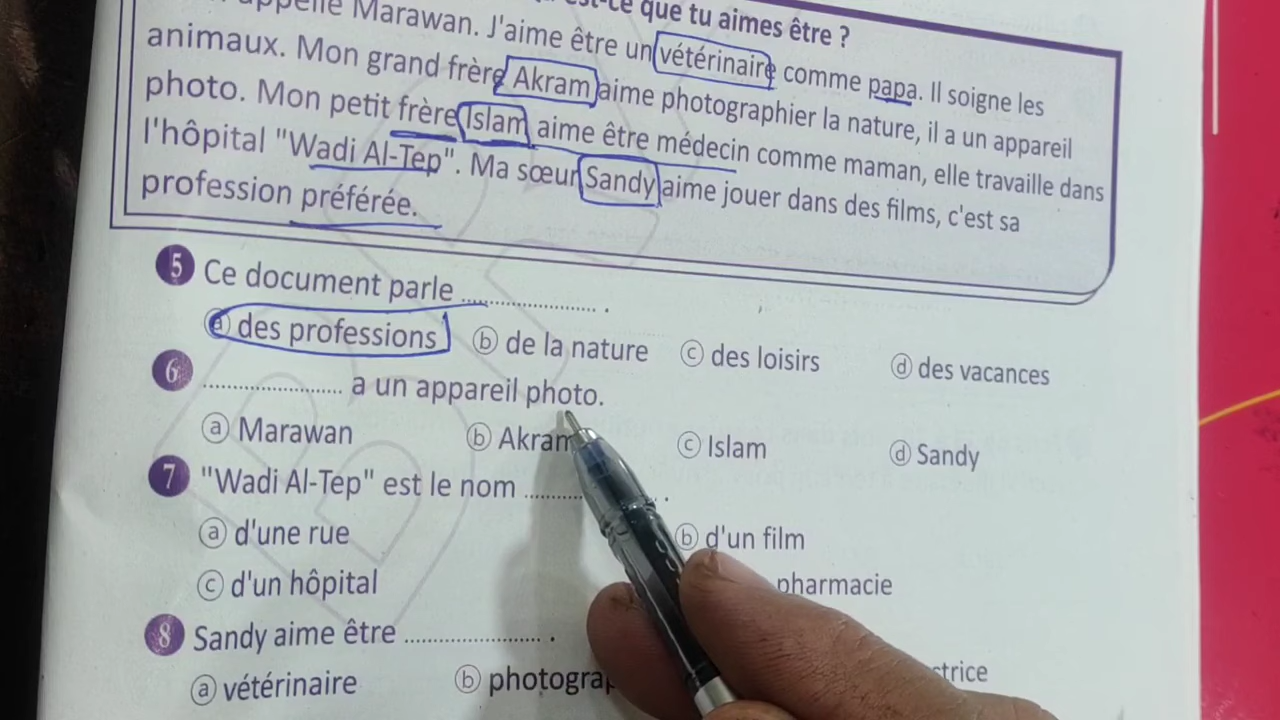 appelle Marawan. J'aime être un vétérinaire comme papa. Il soigne les
est-ce que tu aimes être ?
animaux. Mon grand frère Akram aime photographier la nature, il a un appareil
photo. Mon petit frère Islam aime être médecin comme maman, elle travaille dans
l'hôpital "Wadi Al-Tep". Ma sœur Sandy aime jouer dans des films, c'est sa
profession préférée.
5 Ce document parle .................... .
a des professions b de la nature c des loisirs d des vacances
6 .................... a un appareil photo.
a Marawan b Akram c Islam d Sandy
7 "Wadi Al-Tep" est le nom .................... .
a d'une rue b d'un film
c d'un hôpital pharmacie
8 Sandy aime être .................... .
a vétérinaire b photograp